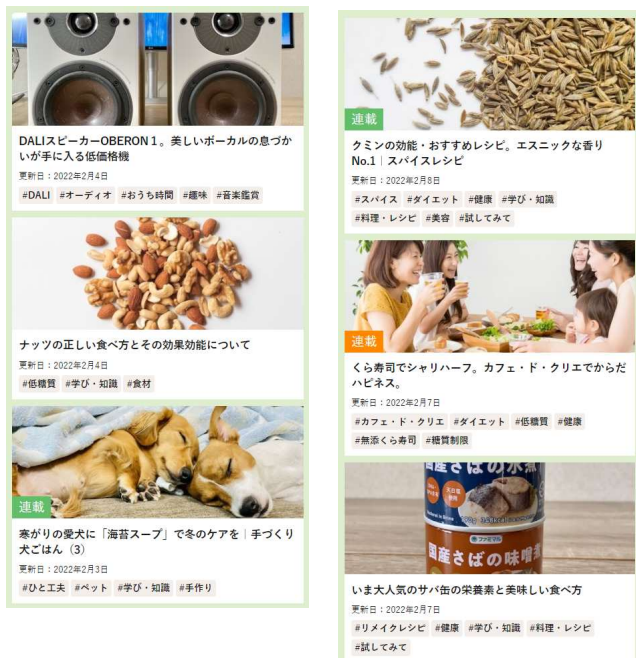 DALIスピーカーOBERON１。美しいボーカルの息づか
いが手に入る低価格機
更新日：2022年2月4日
#DALI #オーディオ #おうち時間 #趣味 #音楽鑑賞
ナッツの正しい食べ方とその効果効能について
更新日：2022年2月4日
#低糖質 #学び・知識 #食材
連載
寒がりの愛犬に「海苔スープ」で冬のケアを｜手づくり
犬ごはん（3）
更新日：2022年2月3日
#ひと工夫 #ペット #学び・知識 #手作り
連載
クミンの効能・おすすめレシピ。エスニックな香り
No.1｜スパイスレシピ
更新日：2022年2月8日
#スパイス #ダイエット #健康 #学び・知識
#料理・レシピ #美容 #試してみて
連載
くら寿司でシャリハーフ。カフェ・ド・クリエでからだ
ハピネス。
更新日：2022年2月7日
#カフェ・ド・クリエ #ダイエット #低糖質 #健康
#無添くら寿司 #糖質制限
国産さばの水煮
ファミマル
国産さばの味噌煮
いま大人気のサバ缶の栄養素と美味しい食べ方
更新日：2022年2月7日
#リメイクレシピ #健康 #学び・知識 #料理・レシピ
#試してみて